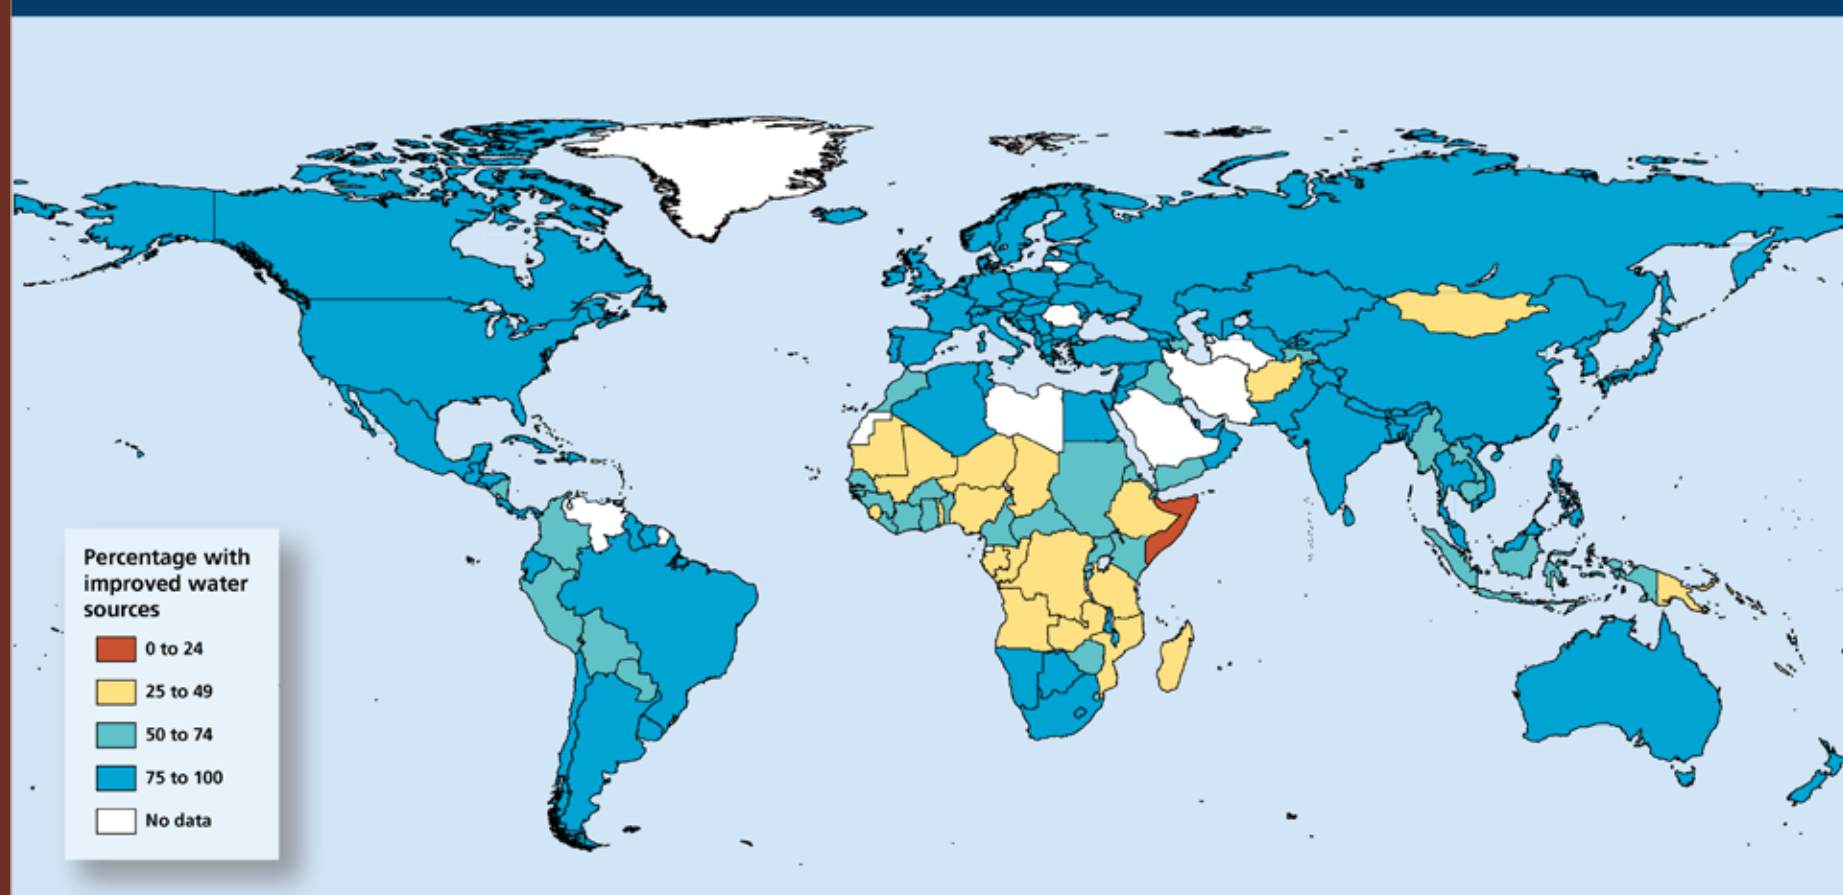 Percentage with
improved water
sources
0 to 24
25 to 49
50 to 74
75 to 100
No data